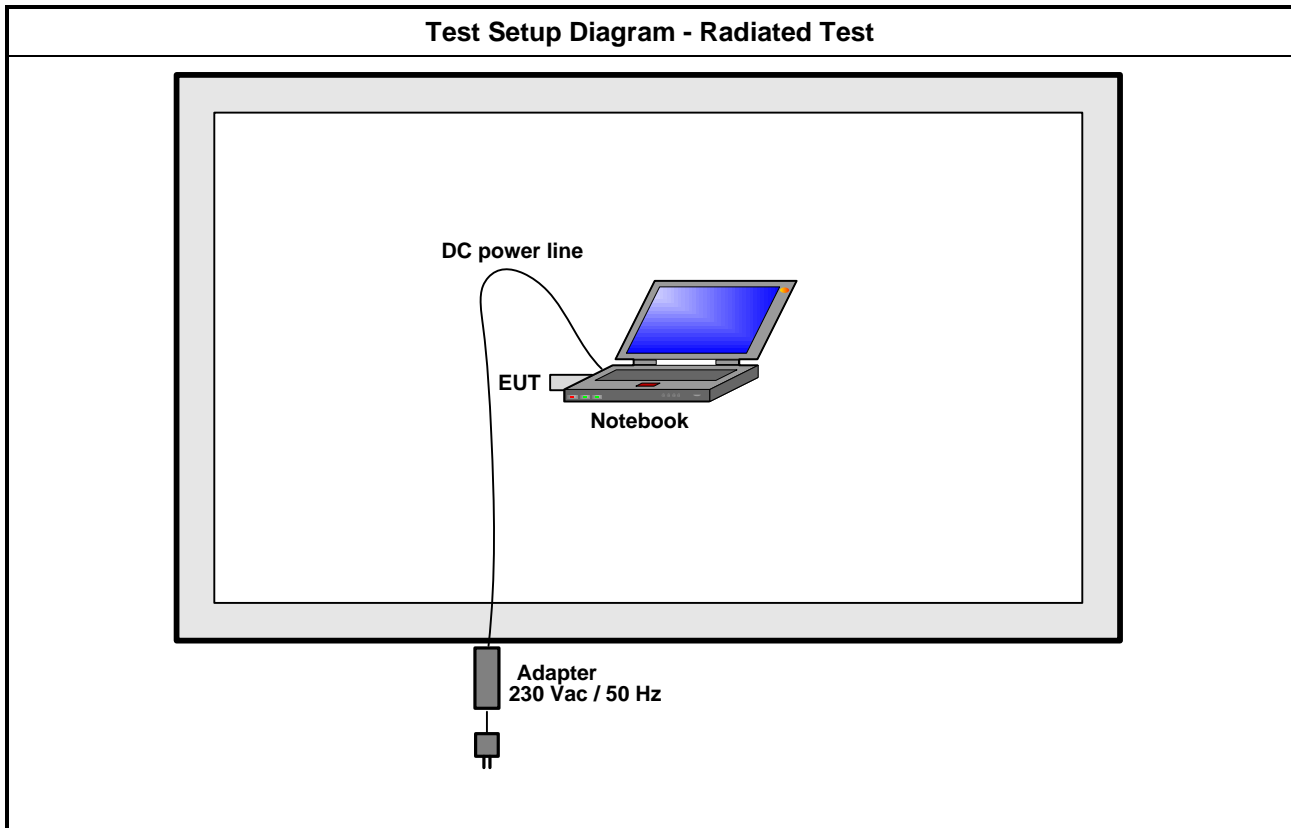 Test Setup Diagram - Radiated Test
DC power line
EUT
Notebook
Adapter
230 Vac / 50 Hz